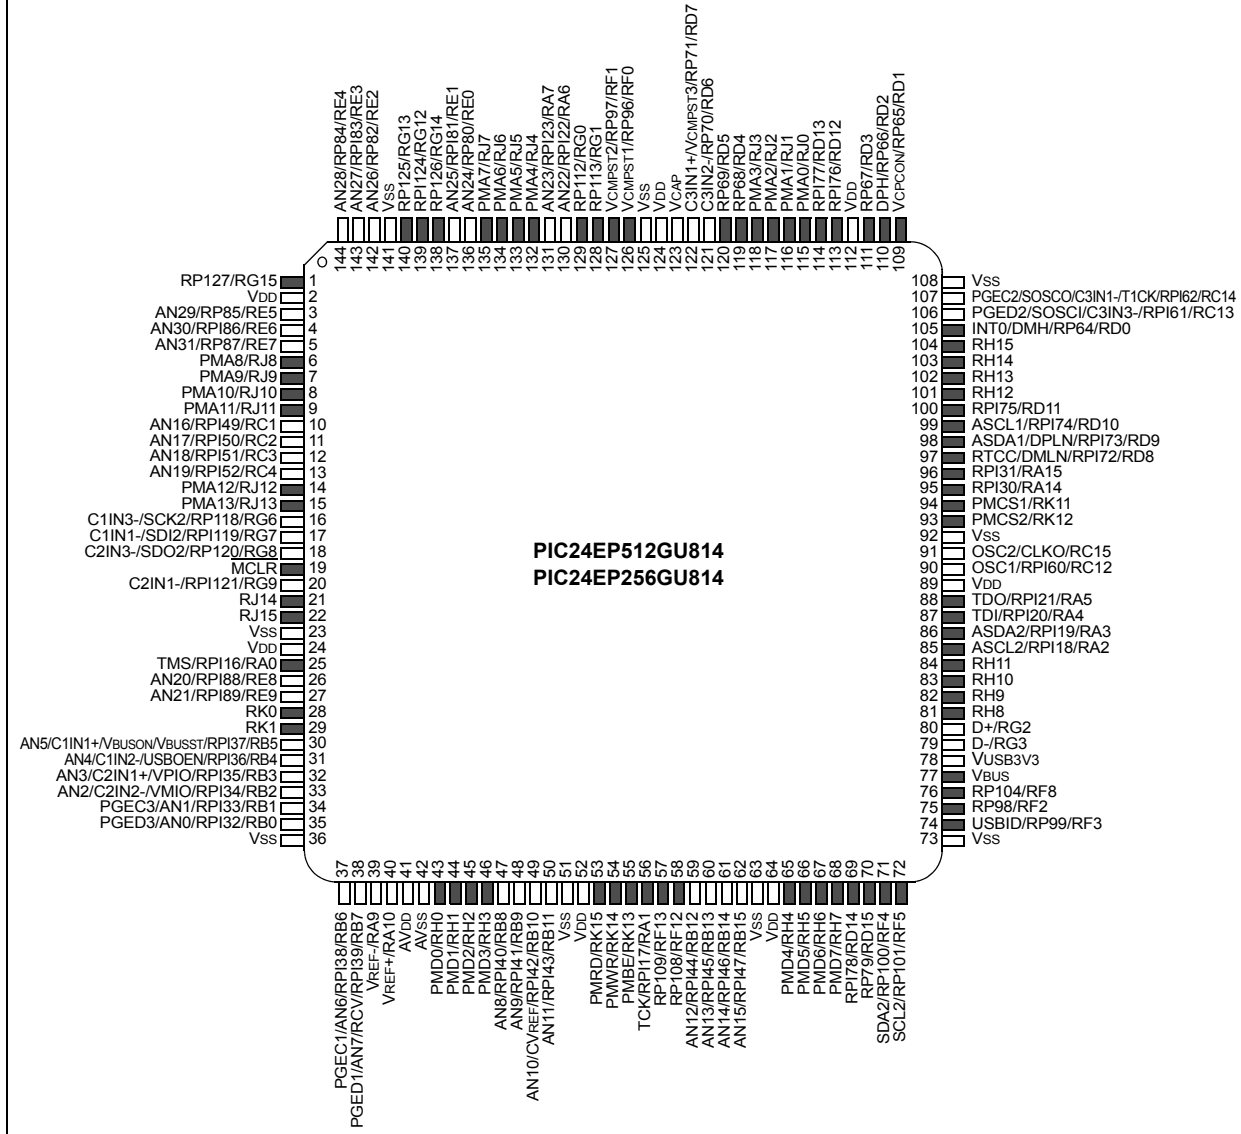 AN28/RP84/RE4
AN27/RPI83/RE3
AN26/RP82/RE2
VSS
RP125/RG13
RPI124/RG12
RP126/RG14
AN25/RPI81/RE1
AN24/RP80/RE0
PMA7/RJ7
PMA6/RJ6
PMA5/RJ5
PMA4/RJ4
AN23/RPI23/RA7
AN22/RPI22/RA6
RP112/RG0
RP113/RG1
VCMPST2/RP97/RF1
VCMPST1/RP96/RF0
VSS
VDD
VCAP
C3IN1+/VCMPST3/RP71/RD7
C3IN2-/RP70/RD6
RP69/RD5
RP68/RD4
PMA3/RJ3
PMA2/RJ2
PMA1/RJ1
PMA0/RJ0
RPI77/RD13
RPI76/RD12
VDD
RP67/RD3
DPH/RP66/RD2
VCPCON/RP65/RD1
144
143
142
141
140
139
138
137
136
135
134
133
132
131
130
129
128
127
126
125
124
123
122
121
120
119
118
117
116
115
114
113
112
111
110
109
RP127/RG15 1
VDD 2
AN29/RP85/RE5 3
AN30/RPI86/RE6 4
AN31/RP87/RE7 5
PMA8/RJ8 6
PMA9/RJ9 7
PMA10/RJ10 8
PMA11/RJ11 9
AN16/RPI49/RC1 10
AN17/RPI50/RC2 11
AN18/RPI51/RC3 12
AN19/RPI52/RC4 13
PMA12/RJ12 14
PMA13/RJ13 15
C1IN3-/SCK2/RP118/RG6 16
C1IN1-/SDI2/RPI119/RG7 17
C2IN3-/SDO2/RP120/RG8 18
MCLR 19
C2IN1-/RPI121/RG9 20
RJ14 21
RJ15 22
VSS 23
VDD 24
TMS/RPI16/RA0 25
AN20/RPI88/RE8 26
AN21/RPI89/RE9 27
RK0 28
RK1 29
AN5/C1IN1+/VBUSON/VBUSST/RPI37/RB5 30
AN4/C1IN2-/USBOEN/RPI36/RB4 31
AN3/C2IN1+/VPIO/RPI35/RB3 32
AN2/C2IN2-/VMIO/RPI34/RB2 33
PGEC3/AN1/RPI33/RB1 34
PGED3/AN0/RPI32/RB0 35
VSS 36
PIC24EP512GU814
PIC24EP256GU814
108 VSS
107 PGEC2/SOSCO/C3IN1-/T1CK/RPI62/RC14
106 PGED2/SOSCI/C3IN3-/RPI61/RC13
105 INT0/DMH/RP64/RD0
104 RH15
103 RH14
102 RH13
101 RH12
100 RPI75/RD11
99 ASCL1/RPI74/RD10
98 ASDA1/DPLN/RPI73/RD9
97 RTCC/DMLN/RPI72/RD8
96 RPI31/RA15
95 RPI30/RA14
94 PMCS1/RK11
93 PMCS2/RK12
92 VSS
91 OSC2/CLKO/RC15
90 OSC1/RPI60/RC12
89 VDD
88 TDO/RPI21/RA5
87 TDI/RPI20/RA4
86 ASDA2/RPI19/RA3
85 ASCL2/RPI18/RA2
84 RH11
83 RH10
82 RH9
81 RH8
80 D+/RG2
79 D-/RG3
78 VUSB3V3
77 VBUS
76 RP104/RF8
75 RP98/RF2
74 USBID/RP99/RF3
73 VSS
37
38
39
40
41
42
43
44
45
46
47
48
49
50
51
52
53
54
55
56
57
58
59
60
61
62
63
64
65
66
67
68
69
70
71
72
PGEC1/AN6/RPI38/RB6
PGED1/AN7/RCV/RPI39/RB7
VREF-/RA9
VREF+/RA10
AVDD
AVSS
PMD0/RH0
PMD1/RH1
PMD2/RH2
PMD3/RH3
AN8/RPI40/RB8
AN9/RPI41/RB9
AN10/CVREF/RPI42/RB10
AN11/RPI43/RB11
VSS
VDD
PMRD/RK15
PMWR/RK14
PMBE/RK13
TCK/RPI17/RA1
RP109/RF13
RP108/RF12
AN12/RPI44/RB12
AN13/RPI45/RB13
AN14/RPI46/RB14
AN15/RPI47/RB15
VSS
VDD
PMD4/RH4
PMD5/RH5
PMD6/RH6
PMD7/RH7
RPI78/RD14
RP79/RD15
SDA2/RP100/RF4
SCL2/RP101/RF5